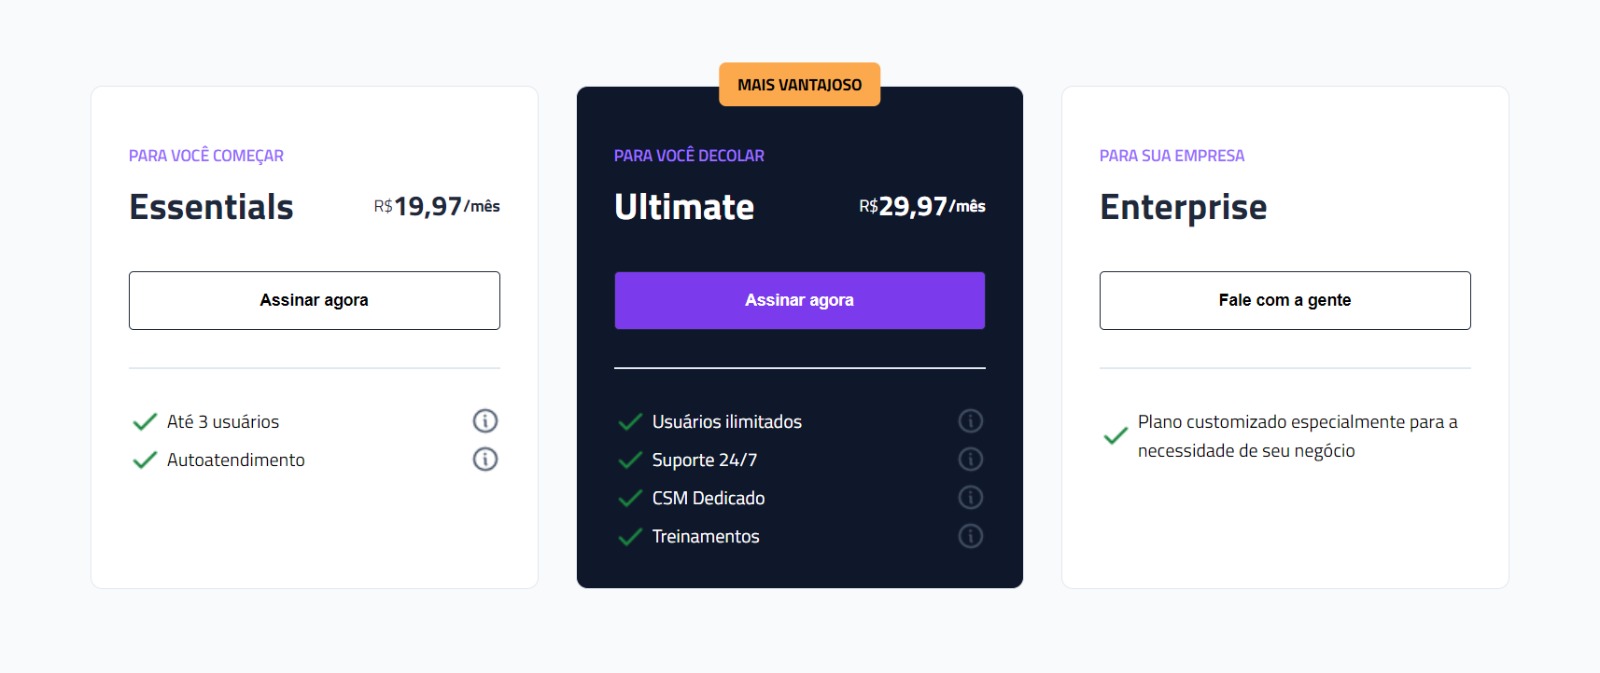 MAIS VANTAJOSO
PARA VOCÊ COMEÇAR
Essentials
R$19,97/mês
Assinar agora
Até 3 usuários
Autoatendimento
PARA VOCÊ DECOLAR
Ultimate
R$29,97/mês
Assinar agora
Usuários ilimitados
Suporte 24/7
CSM Dedicado
Treinamentos
PARA SUA EMPRESA
Enterprise
Fale com a gente
Plano customizado especialmente para a
necessidade de seu negócio